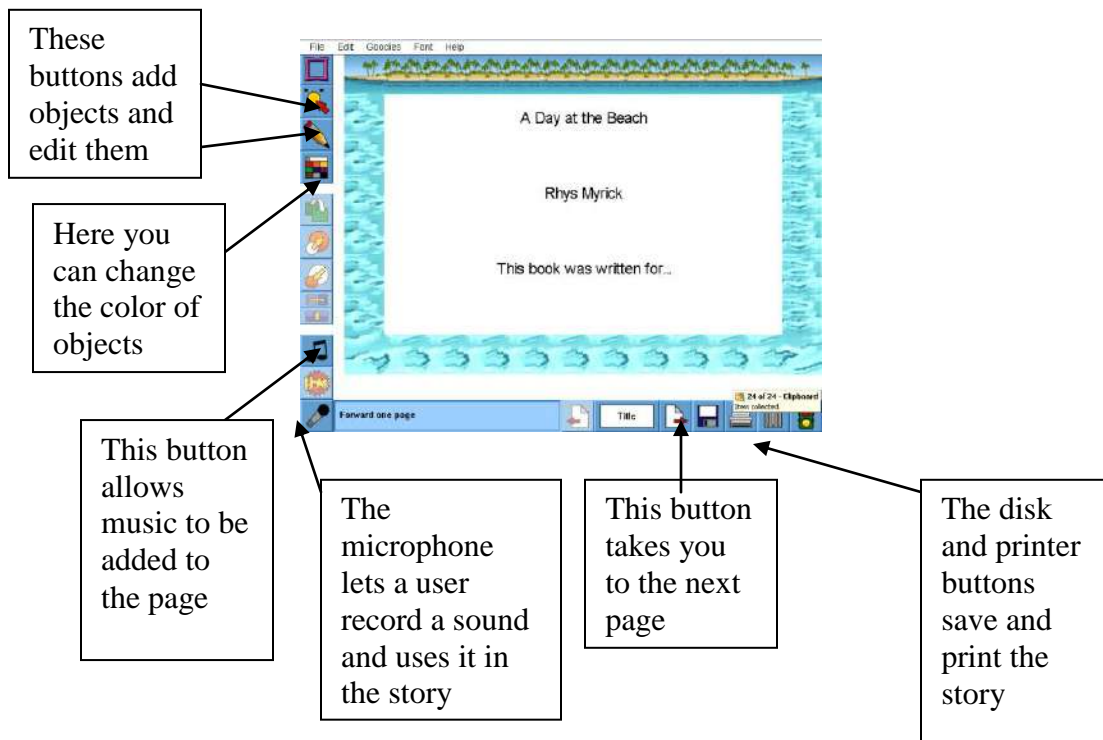 These
buttons add
objects and
edit them
File Edit Goodies Font Help
A Day at the Beach
Rhys Myrick
This book was written for...
Here you
can change
the color of
objects
24 of 24 - Clipboard
Item collected.
Forward one page
Title
This button
allows
music to be
added to
the page
The
microphone
lets a user
record a sound
and uses it in
the story
This button
takes you
to the next
page
The disk
and printer
buttons
save and
print the
story